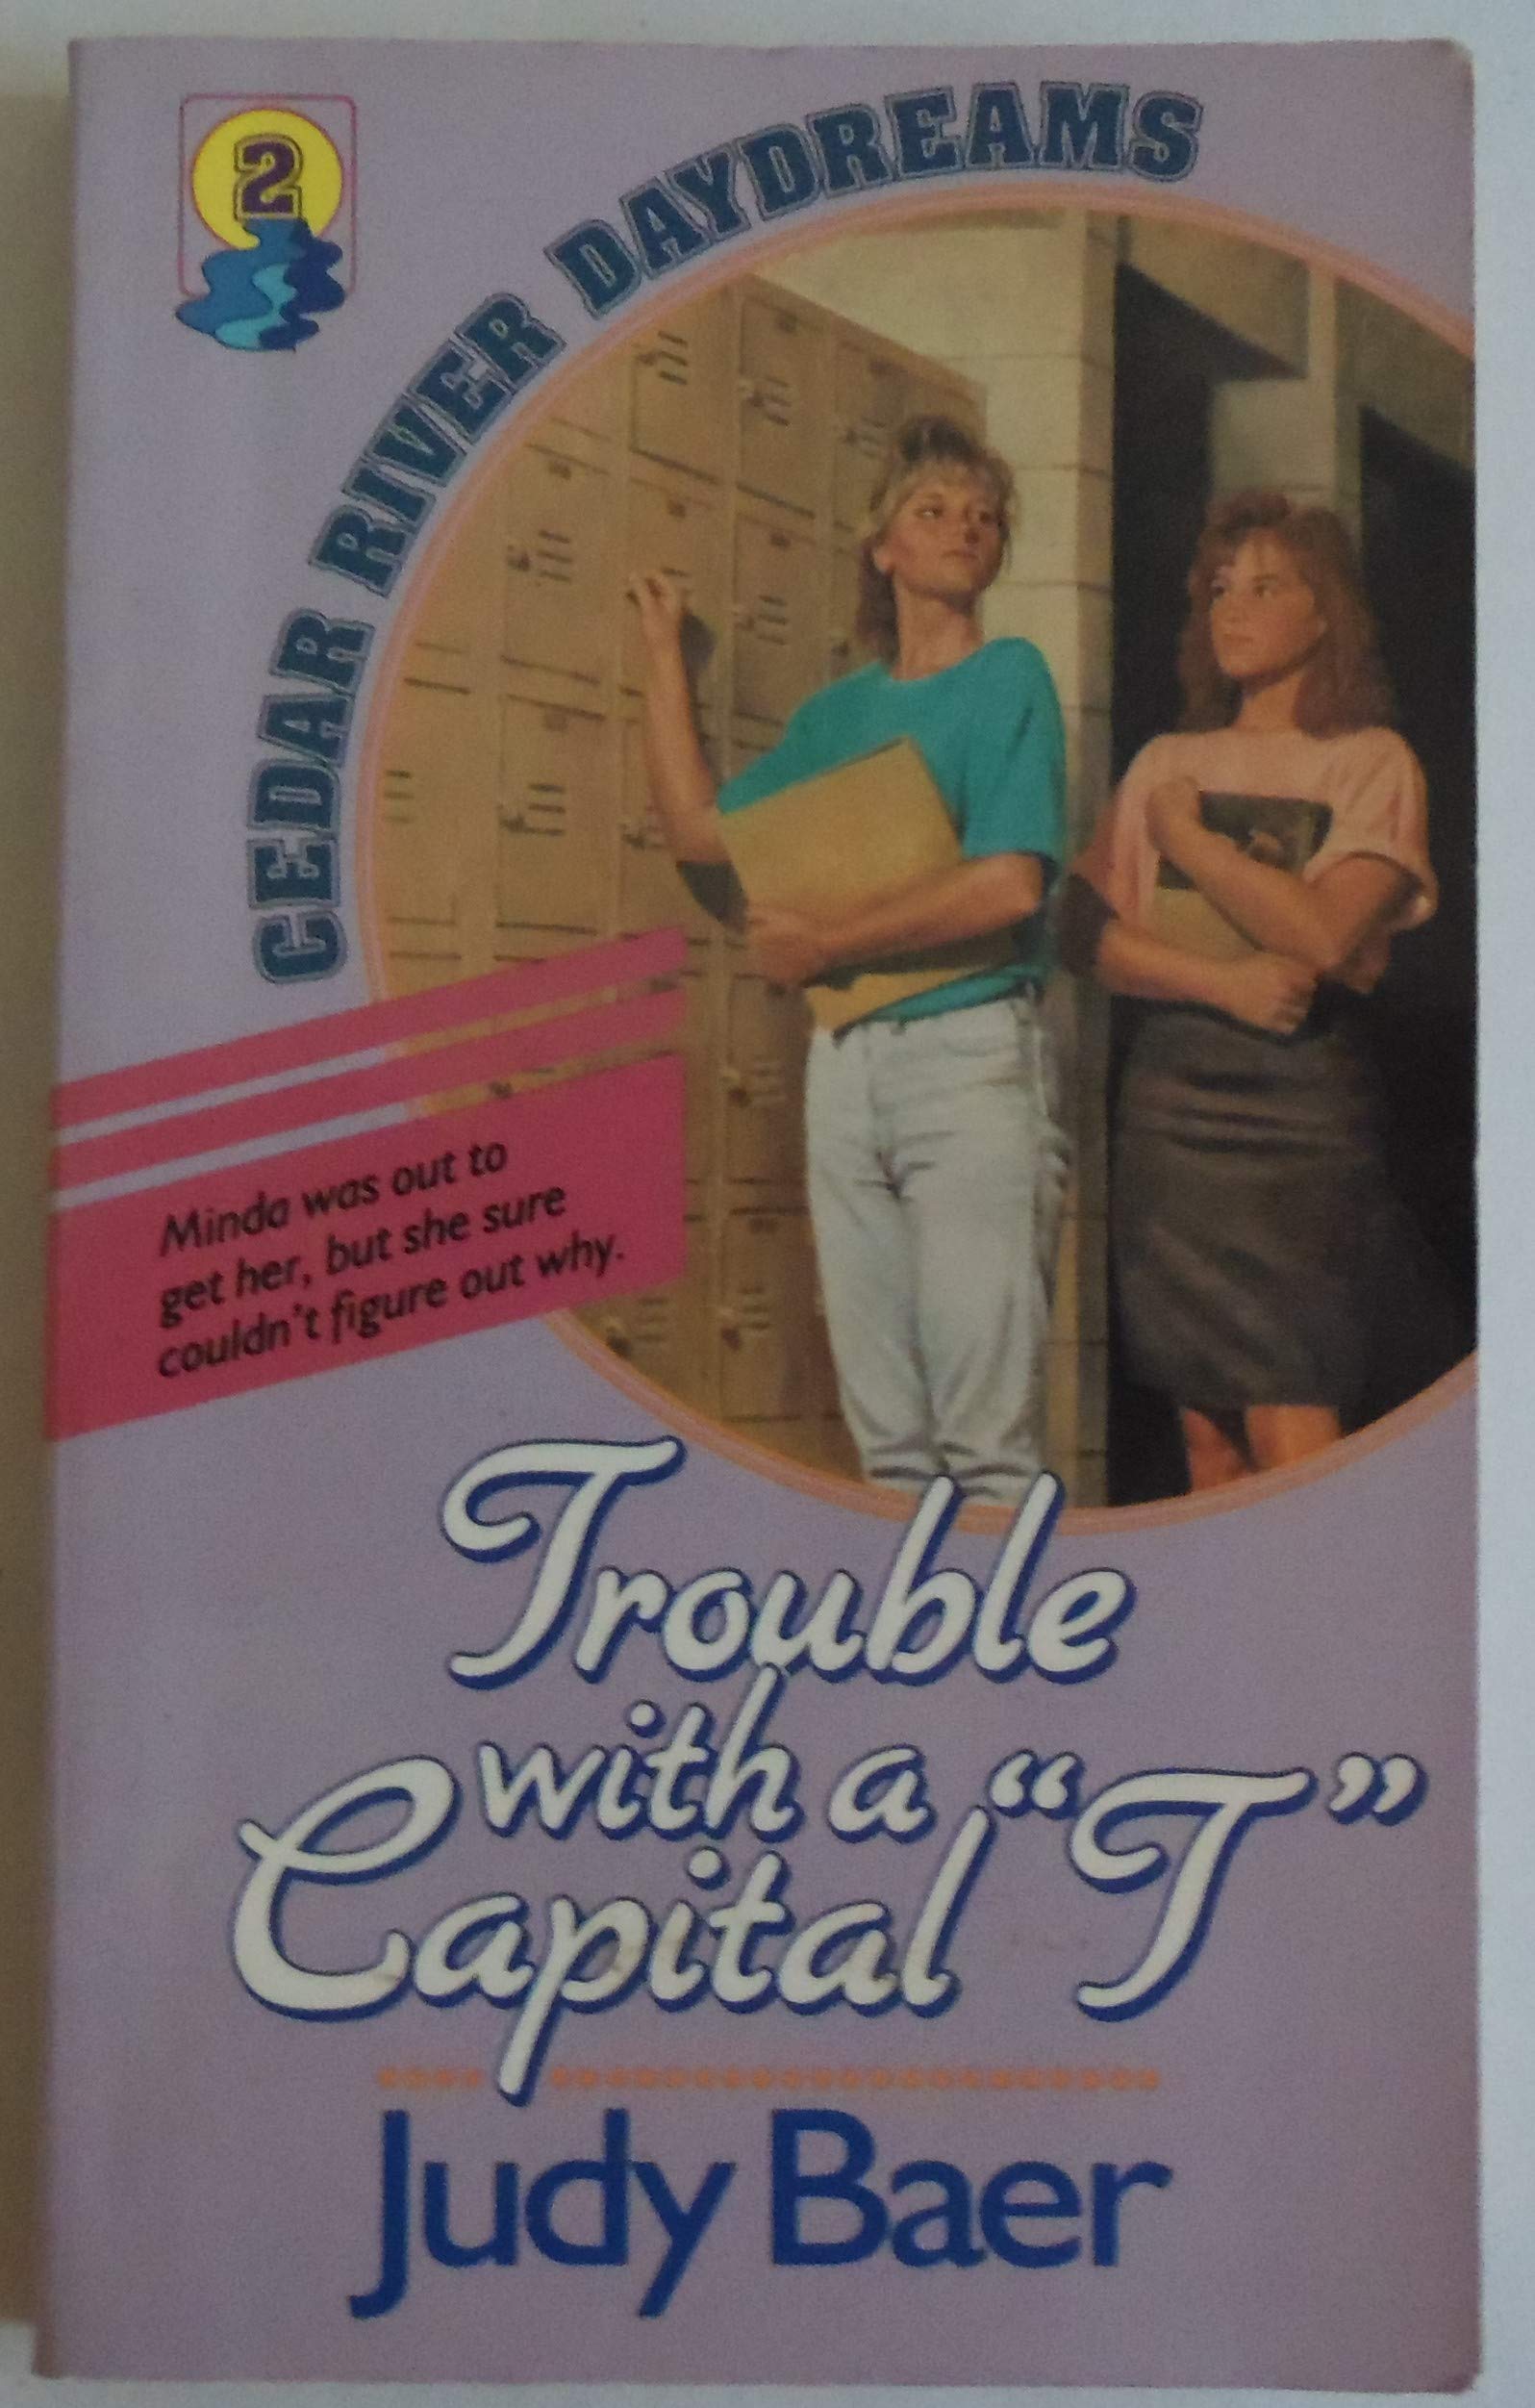 2
CEDAR RIVER DAYDREAMS
Minda was out to
get her, but she sure
couldn't figure out why.
Trouble
with a
Capital “T”
Judy Baer